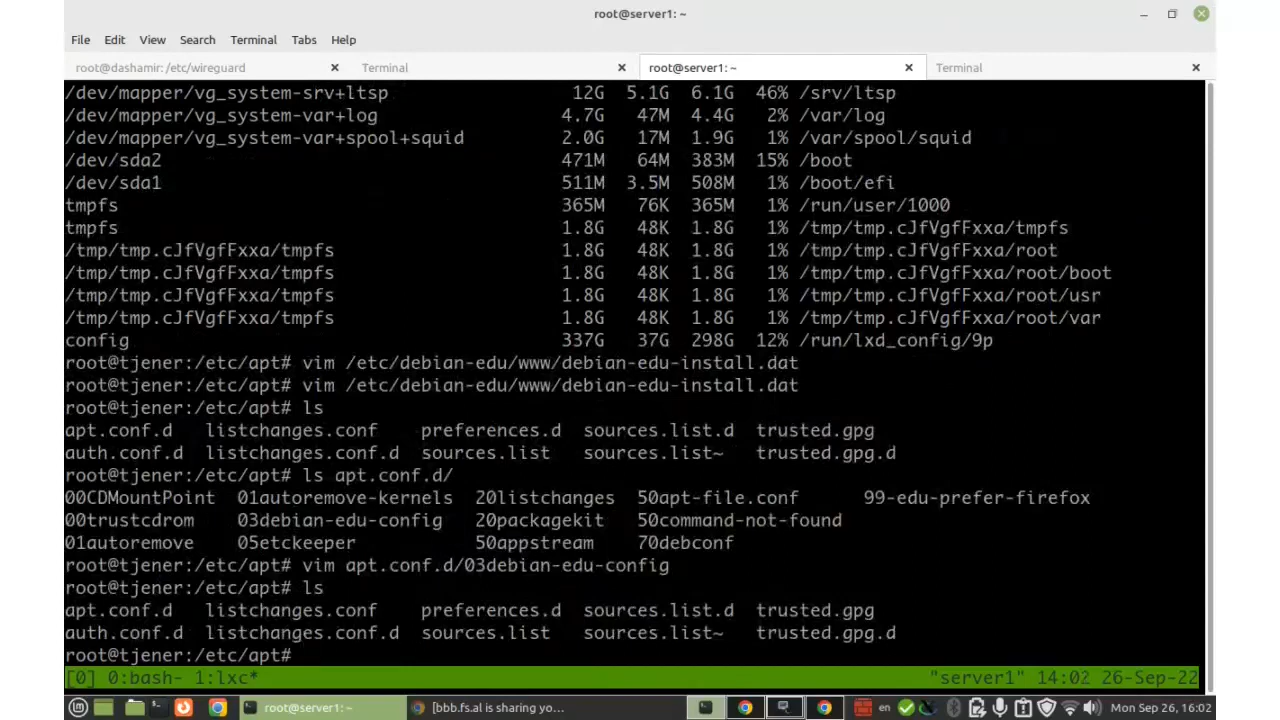 root@server1: ~
File Edit View Search Terminal Tabs Help
root@dashamir: /etc/wireguard Terminal root@server1: ~ Terminal
/dev/mapper/vg_system-srv+ltsp 12G 5.1G 6.1G 46% /srv/ltsp
/dev/mapper/vg_system-var+log 4.7G 47M 4.4G 2% /var/log
/dev/mapper/vg_system-var+spool+squid 2.0G 17M 1.9G 1% /var/spool/squid
/dev/sda2 471M 64M 383M 15% /boot
/dev/sda1 511M 3.5M 508M 1% /boot/efi
tmpfs 365M 76K 365M 1% /run/user/1000
tmpfs 1.8G 48K 1.8G 1% /tmp/tmp.cJfVgfFxxa/tmpfs
/tmp/tmp.cJfVgfFxxa/tmpfs 1.8G 48K 1.8G 1% /tmp/tmp.cJfVgfFxxa/root
/tmp/tmp.cJfVgfFxxa/tmpfs 1.8G 48K 1.8G 1% /tmp/tmp.cJfVgfFxxa/root/boot
/tmp/tmp.cJfVgfFxxa/tmpfs 1.8G 48K 1.8G 1% /tmp/tmp.cJfVgfFxxa/root/usr
/tmp/tmp.cJfVgfFxxa/tmpfs 1.8G 48K 1.8G 1% /tmp/tmp.cJfVgfFxxa/root/var
config 337G 37G 298G 12% /run/lxd_config/9p
root@tjener:/etc/apt# vim /etc/debian-edu/www/debian-edu-install.dat
root@tjener:/etc/apt# vim /etc/debian-edu/www/debian-edu-install.dat
root@tjener:/etc/apt# ls
apt.conf.d listchanges.conf preferences.d sources.list.d trusted.gpg
auth.conf.d listchanges.conf.d sources.list sources.list~ trusted.gpg.d
root@tjener:/etc/apt# ls apt.conf.d/
00CDMountPoint 01autoremove-kernels 20listchanges 50apt-file.conf 99-edu-prefer-firefox
00trustcdrom 03debian-edu-config 20packagekit 50command-not-found
01autoremove 05etckeeper 50appstream 70debconf
root@tjener:/etc/apt# vim apt.conf.d/03debian-edu-config
root@tjener:/etc/apt# ls
apt.conf.d listchanges.conf preferences.d sources.list.d trusted.gpg
auth.conf.d listchanges.conf.d sources.list sources.list~ trusted.gpg.d
root@tjener:/etc/apt#
[0] 0:bash- 1:lxc* "server1" 14:02 26-Sep-22
root@server1: ~ [bbb.fs.al is sharing yo... en Mon Sep 26, 16:02